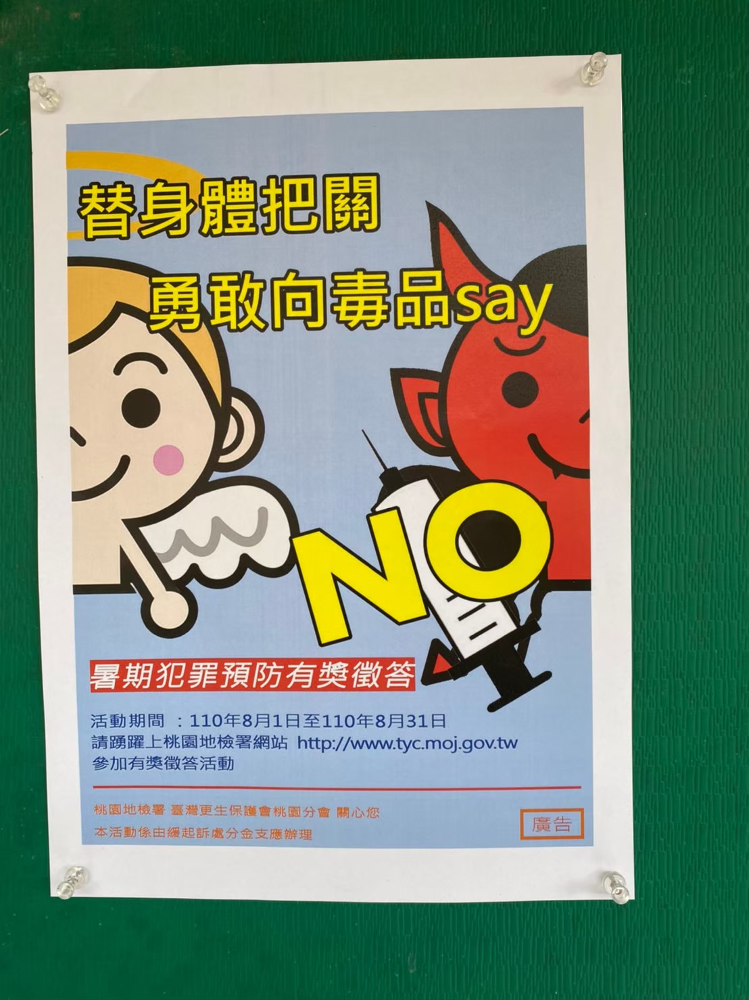 替身體把關
勇敢向毒品say
NO
暑期犯罪預防有獎徵答
活動期間 ：110年8月1日至110年8月31日
請踴躍上桃園地檢署網站 http://www.tyc.moj.gov.tw
參加有獎徵答活動
桃園地檢署 臺灣更生保護會桃園分會 關心您
本活動係由緩起訴處分金支應辦理
廣告